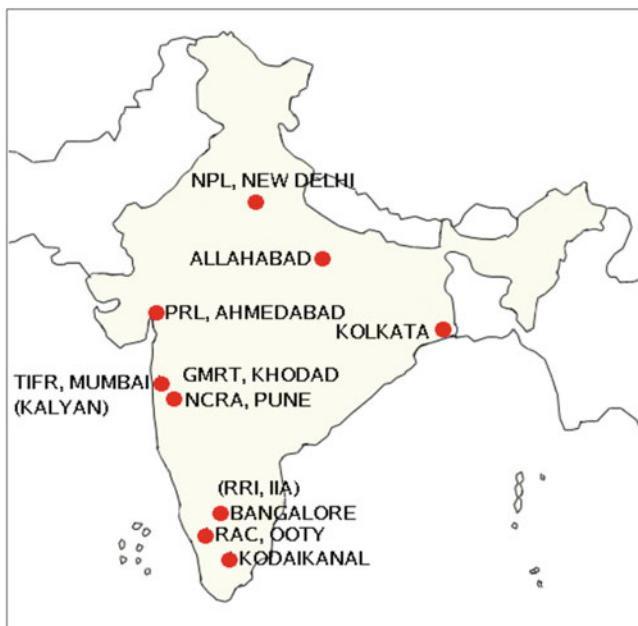 NPL, NEW DELHI
ALLAHABAD
PRL, AHMEDABAD
KOLKATA
TIFR, MUMBAI
(KALYAN)
GMRT, KHODAD
NCRA, PUNE
(RRI, IIA)
BANGALORE
RAC, OOTY
KODAIKANAL